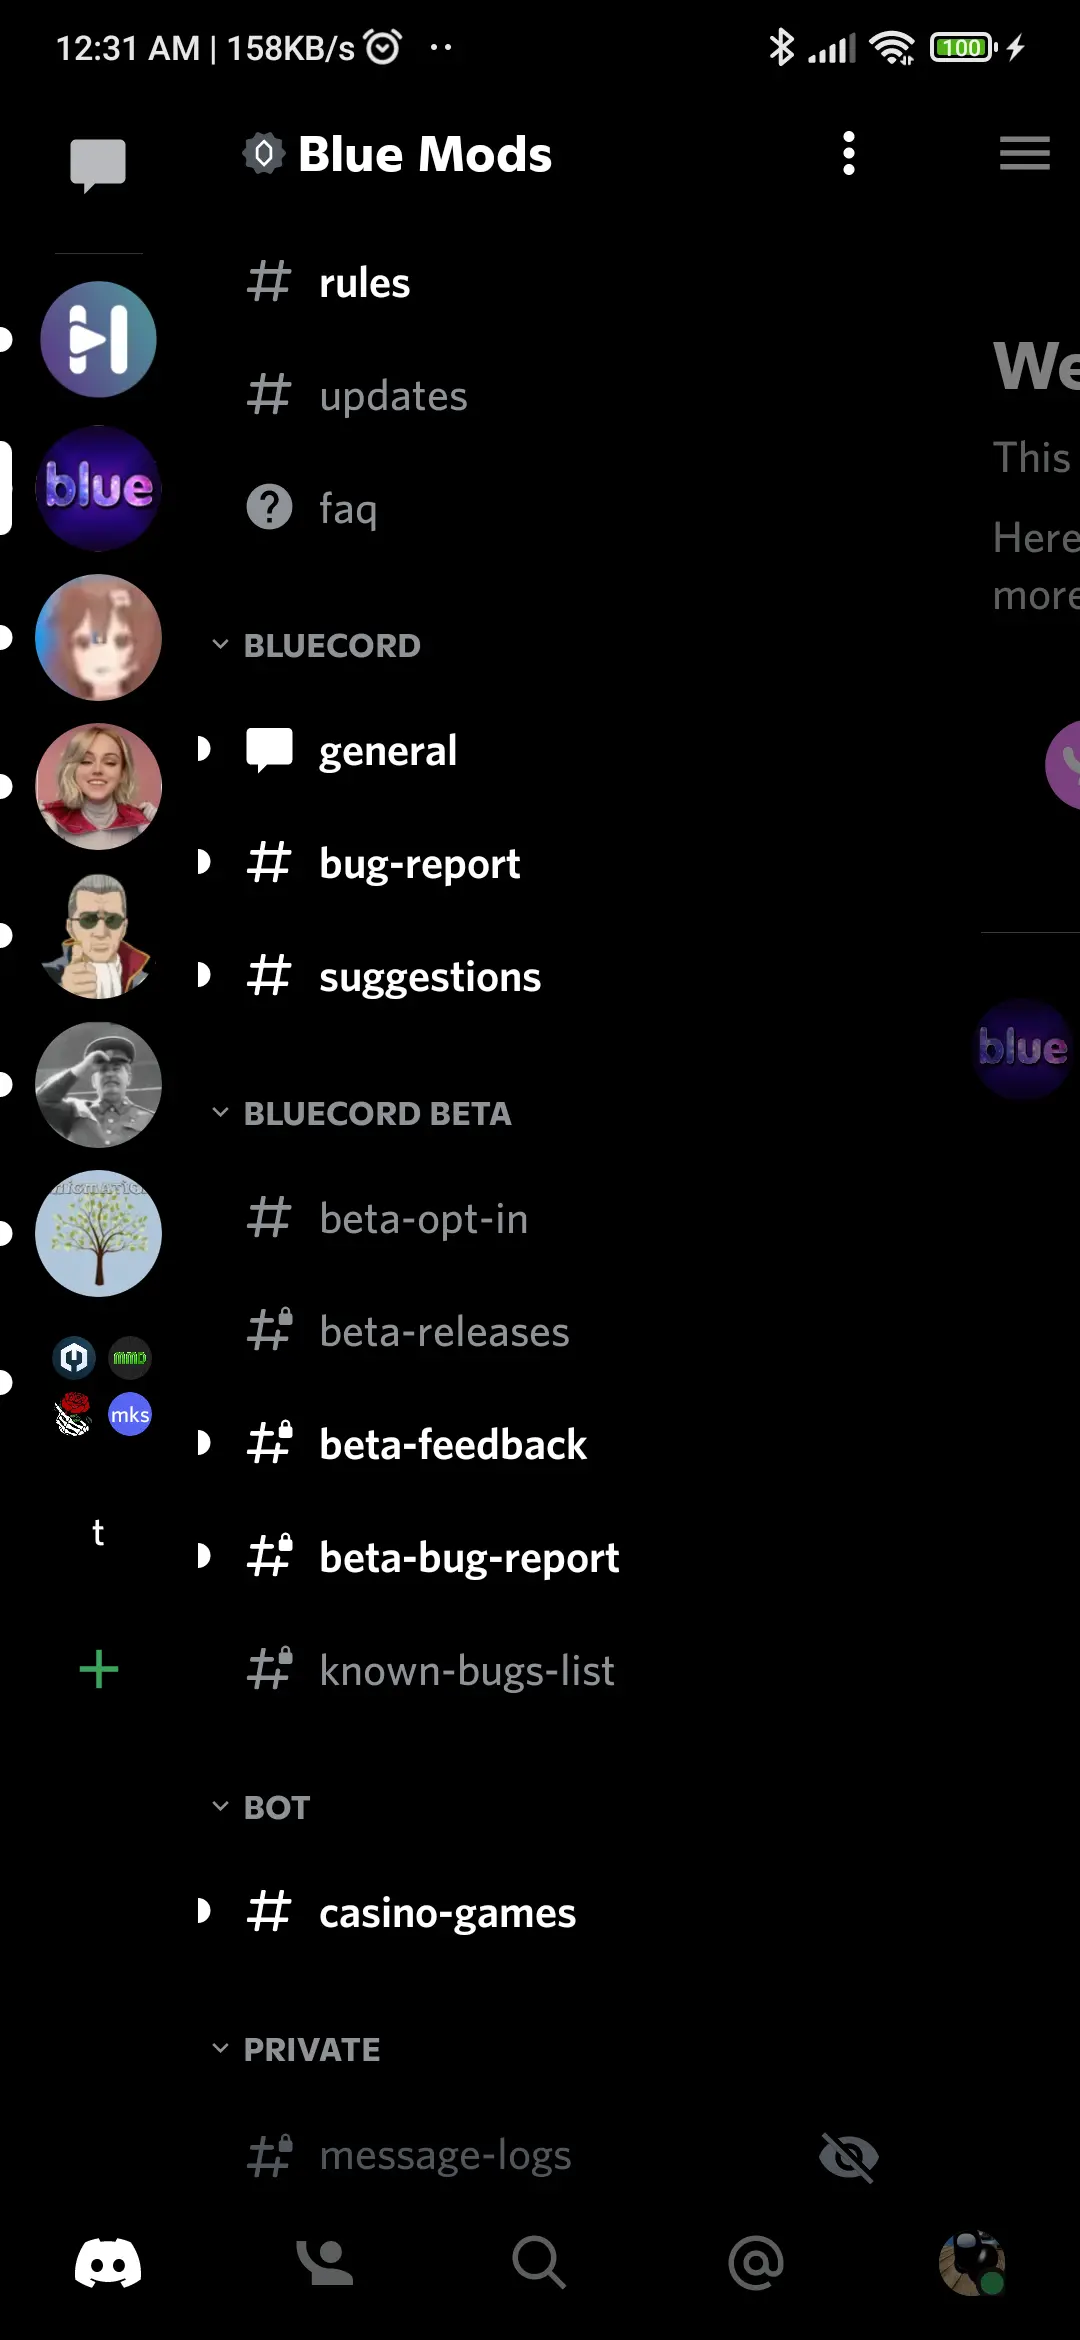 12:31 AM | 158KB/s
100
Blue Mods
rules
updates
faq
BLUECORD
general
bug-report
suggestions
BLUECORD BETA
beta-opt-in
beta-releases
beta-feedback
beta-bug-report
known-bugs-list
BOT
casino-games
PRIVATE
message-logs
blue
mmd
mks
t
We
This
Here
more
blue